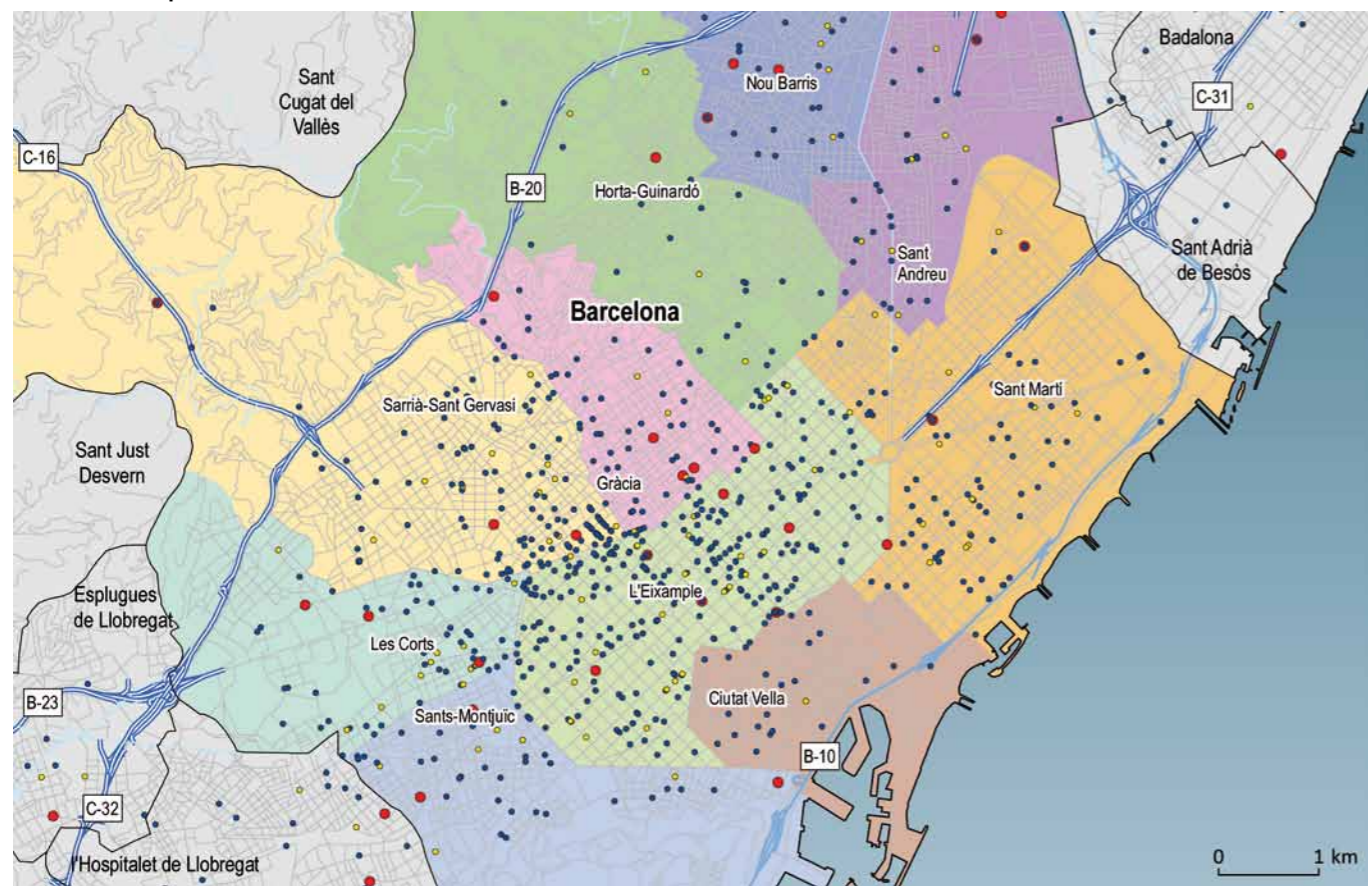 Badalona
Sant
Cugat del
Vallès
Nou Barris
C-31
C-16
B-20
Horta-Guinardó
Sant
Andreu
Sant Adrià
de Besòs
Barcelona
Sant Martí
Sarrià-Sant Gervasi
Sant Just
Desvern
Gràcia
L'Eixample
Esplugues
de Llobregat
Les Corts
Ciutat Vella
B-23
Sants-Montjuïc
B-10
C-32
l'Hospitalet de Llobregat
0 1 km